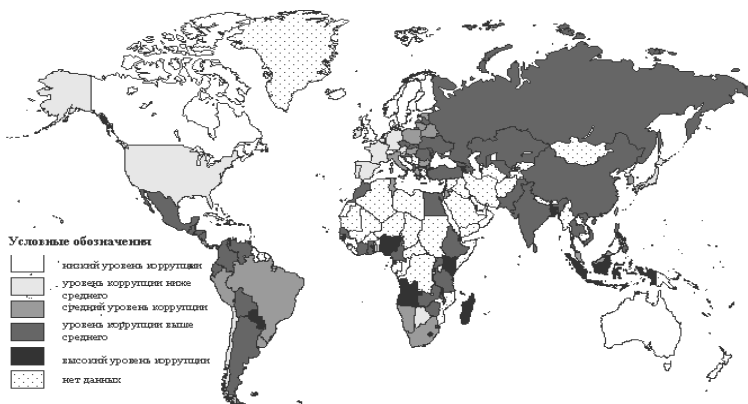 Условные обозначения
низкий уровень коррупции
уровень коррупции ниже
среднего
средний уровень коррупции
уровень коррупции выше
среднего
высокий уровень коррупции
нет данных